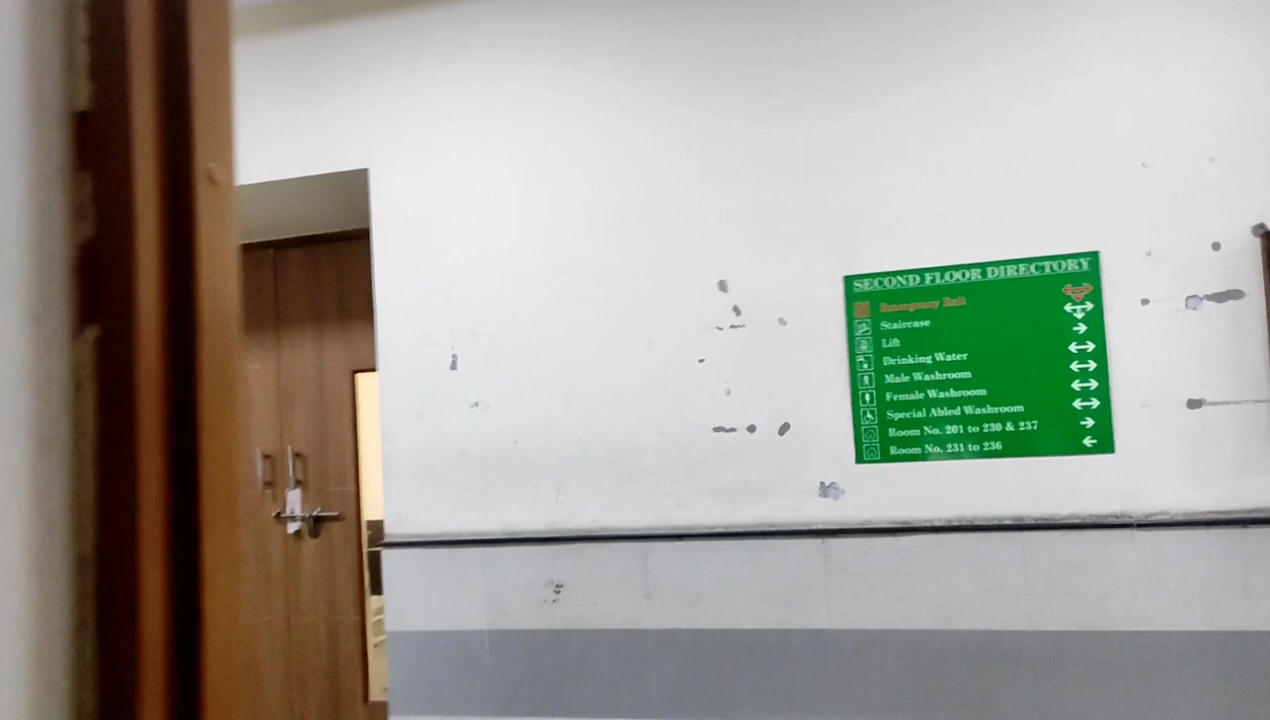 SECOND FLOOR DIRECTORY
Emergency Exit
Staircase
Lift
Drinking Water
Male Washroom
Female Washroom
Special Abled Washroom
Room No. 201 to 230 & 237
Room No. 231 to 236